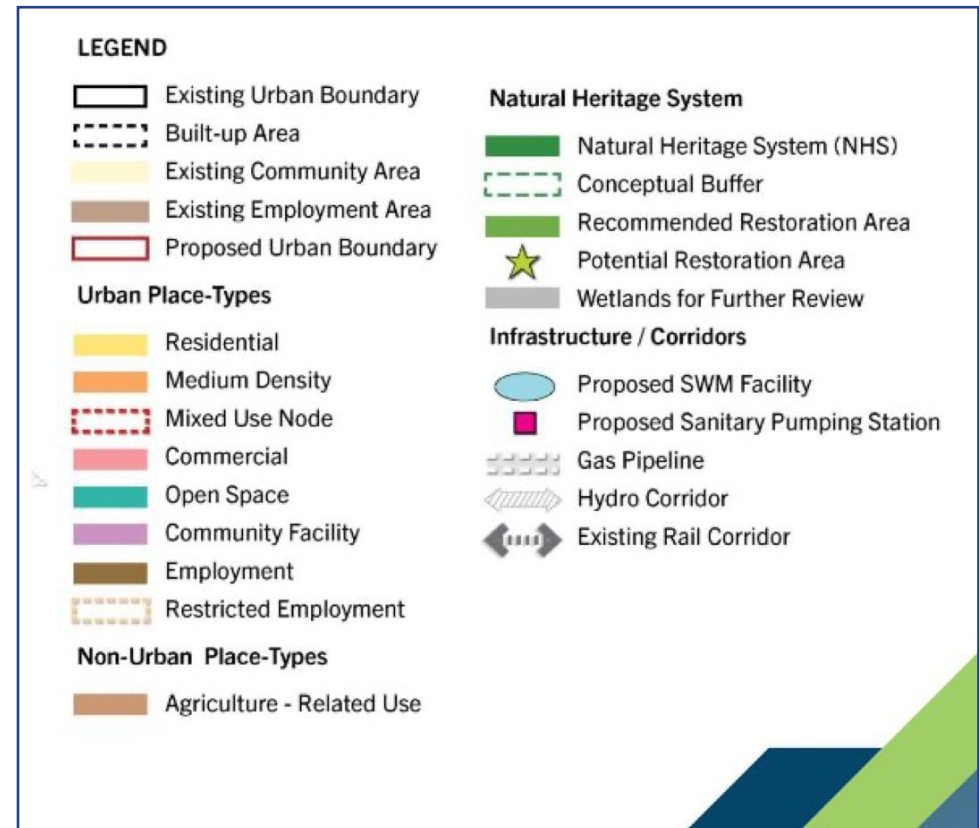 LEGEND
Existing Urban Boundary
Built-up Area
Existing Community Area
Existing Employment Area
Proposed Urban Boundary
Urban Place-Types
Residential
Medium Density
Mixed Use Node
Commercial
Open Space
Community Facility
Employment
Restricted Employment
Non-Urban Place-Types
Agriculture - Related Use
Natural Heritage System
Natural Heritage System (NHS)
Conceptual Buffer
Recommended Restoration Area
Potential Restoration Area
Wetlands for Further Review
Infrastructure / Corridors
Proposed SWM Facility
Proposed Sanitary Pumping Station
Gas Pipeline
Hydro Corridor
Existing Rail Corridor